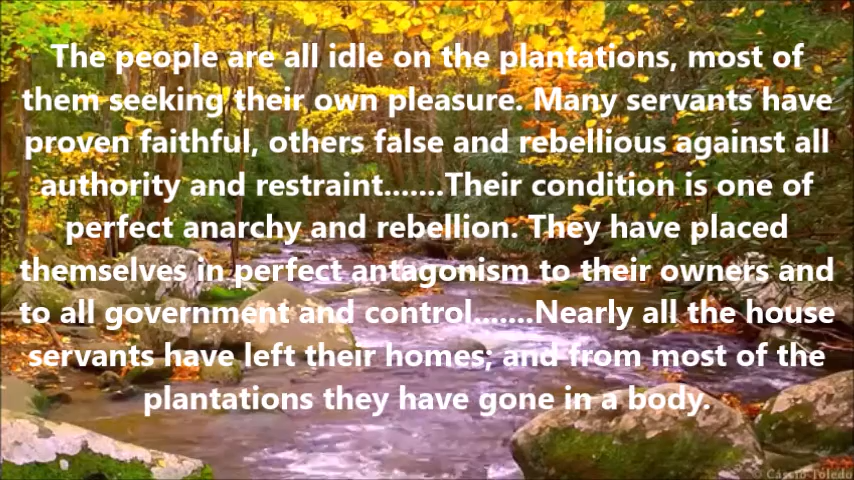 The people are all idle on the plantations, most of
them seeking their own pleasure. Many servants have
proven faithful, others false and rebellious against all
authority and restraint.......Their condition is one of
perfect anarchy and rebellion. They have placed
themselves in perfect antagonism to their owners and
to all government and control.......Nearly all the house
servants have left their homes; and from most of the
plantations they have gone in a body.
© Cássio Toledo